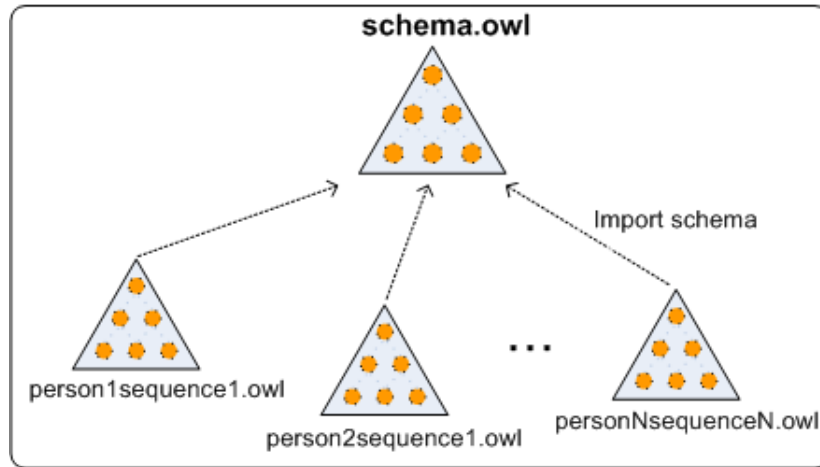 schema.owl
Import schema
...
person1sequence1.owl
person2sequence1.owl
personNsequenceN.owl